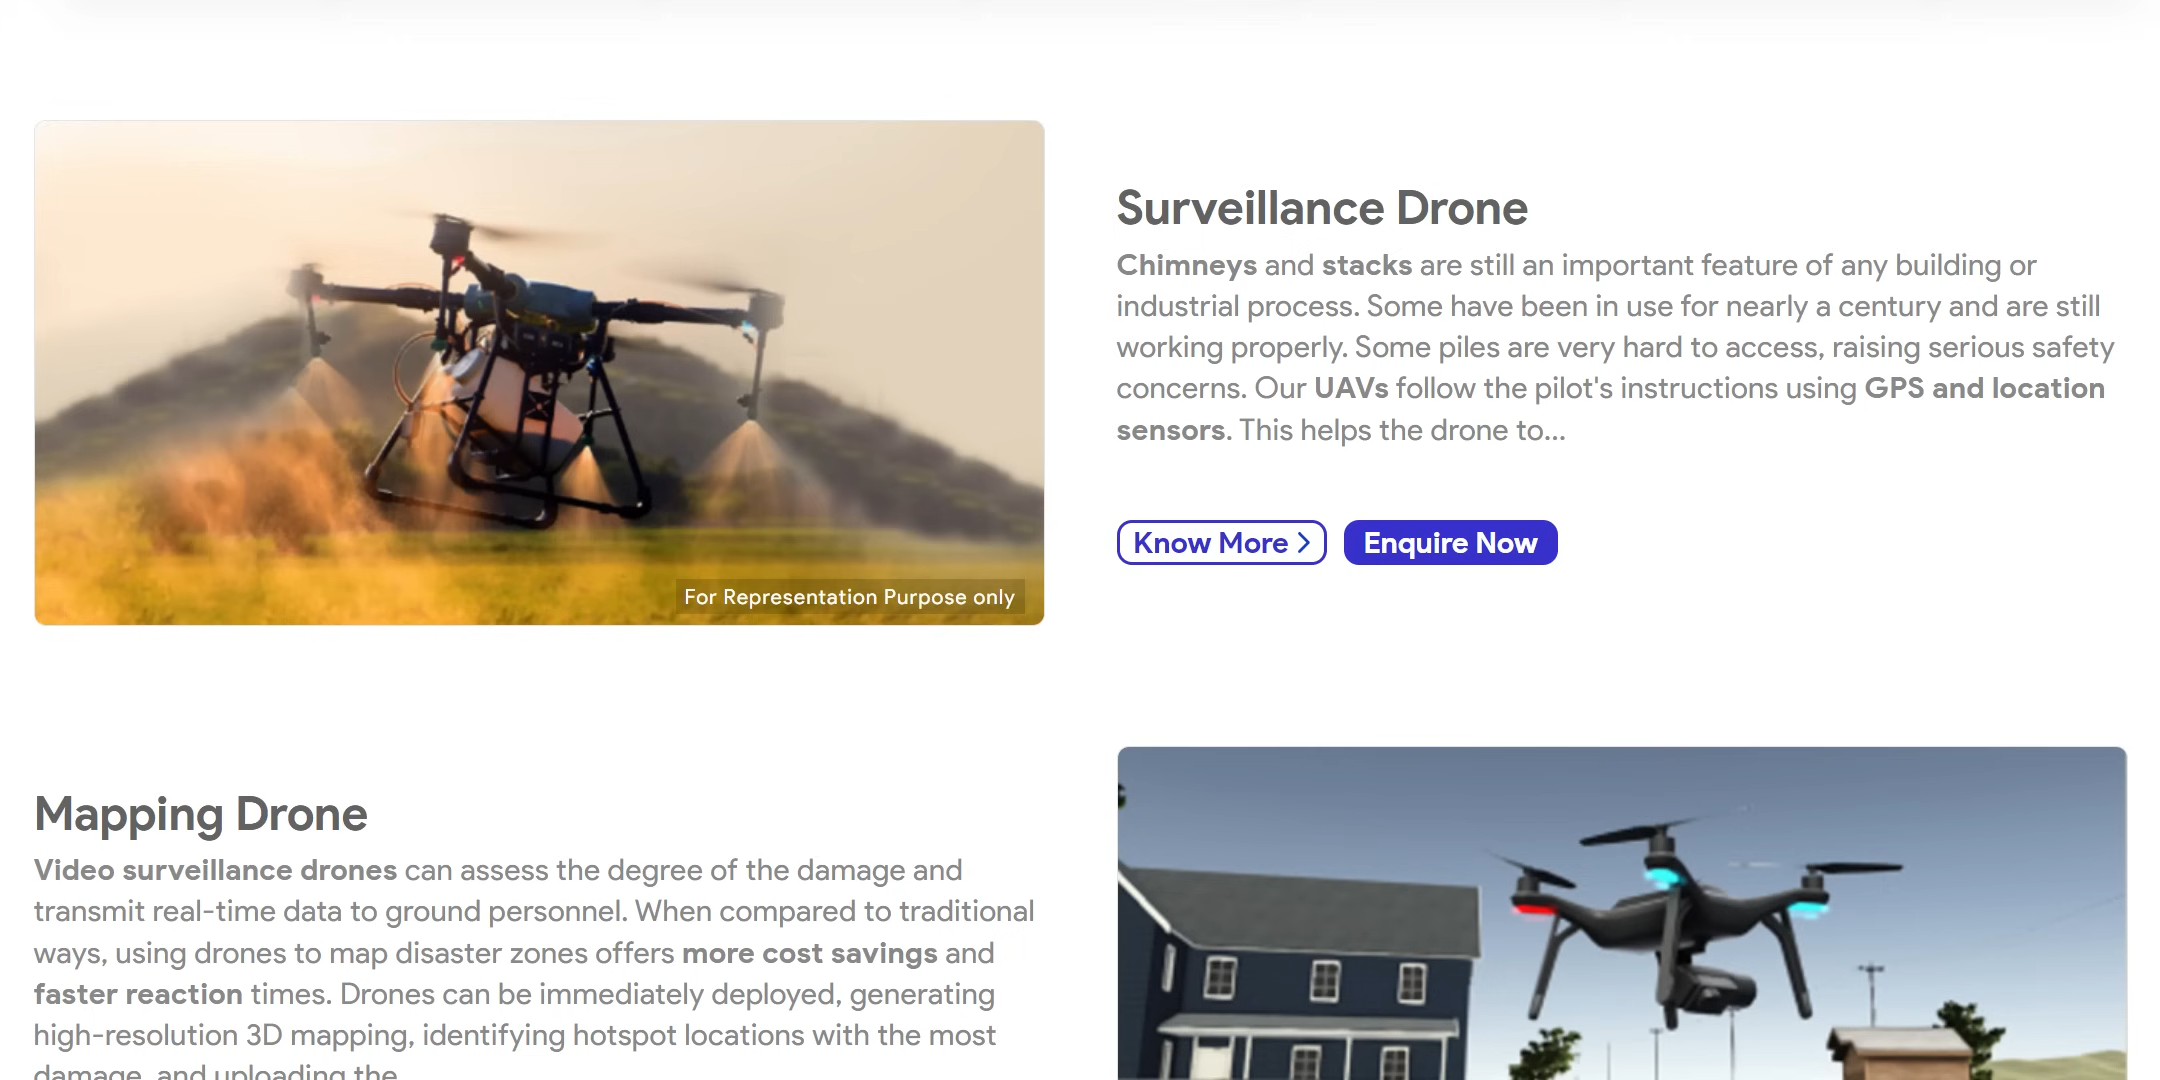 Surveillance Drone
Chimneys and stacks are still an important feature of any building or
industrial process. Some have been in use for nearly a century and are still
working properly. Some piles are very hard to access, raising serious safety
concerns. Our UAVs follow the pilot's instructions using GPS and location
sensors. This helps the drone to...
Know More
Enquire Now
For Representation Purpose only
Mapping Drone
Video surveillance drones can assess the degree of the damage and
transmit real-time data to ground personnel. When compared to traditional
ways, using drones to map disaster zones offers more cost savings and
faster reaction times. Drones can be immediately deployed, generating
high-resolution 3D mapping, identifying hotspot locations with the most
damage, and uploading the